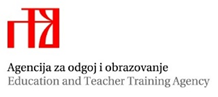 Agencija za odgoj i obrazovanje
Education and Teacher Training Agency